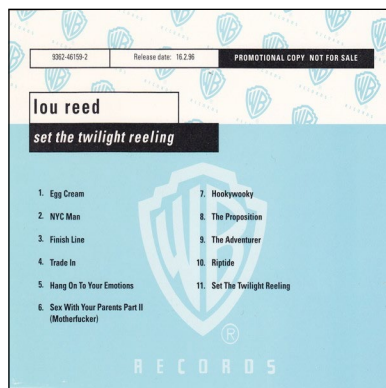 9362-46159-2
Release date: 16.2.96
PROMOTIONAL COPY NOT FOR SALE
lou reed
set the twilight reeling
1. Egg Cream
2. NYC Man
3. Finish Line
4. Trade In
5. Hang On To Your Emotions
6. Sex With Your Parents Part II
(Motherfucker)
7. Hookywooky
8. The Proposition
9. The Adventurer
10. Riptide
11. Set The Twilight Reeling
WB
®
RECORDS